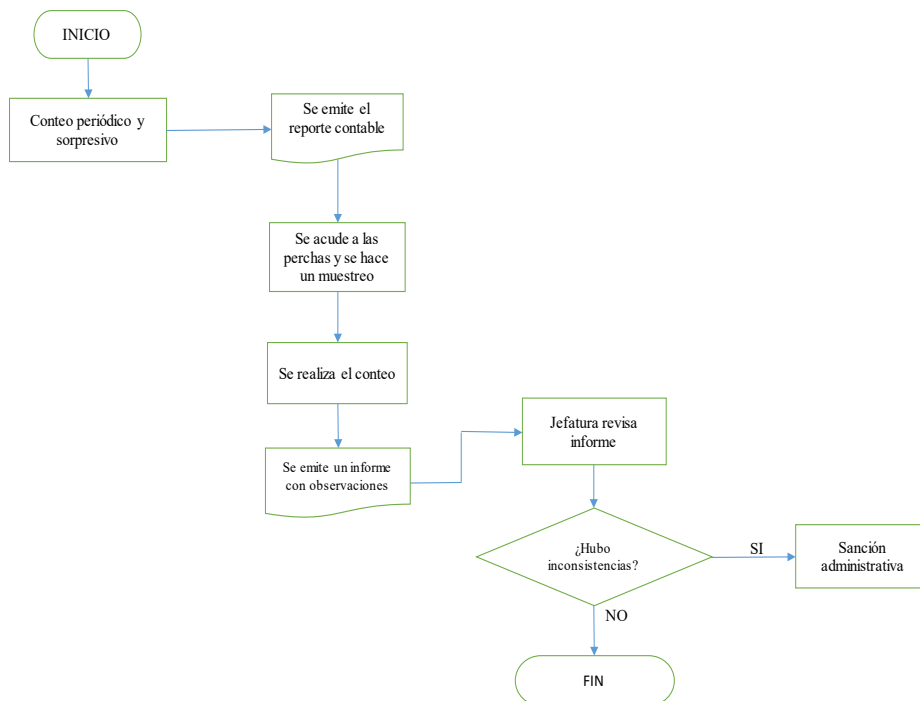 INICIO
Conteo periódico y
sorpresivo
Se emite el
reporte contable
Se acude a las
perchas y se hace
un muestreo
Se realiza el conteo
Se emite un informe
con observaciones
Jefatura revisa
informe
¿Hubo
inconsistencias?
SI
Sanción
administrativa
NO
FIN